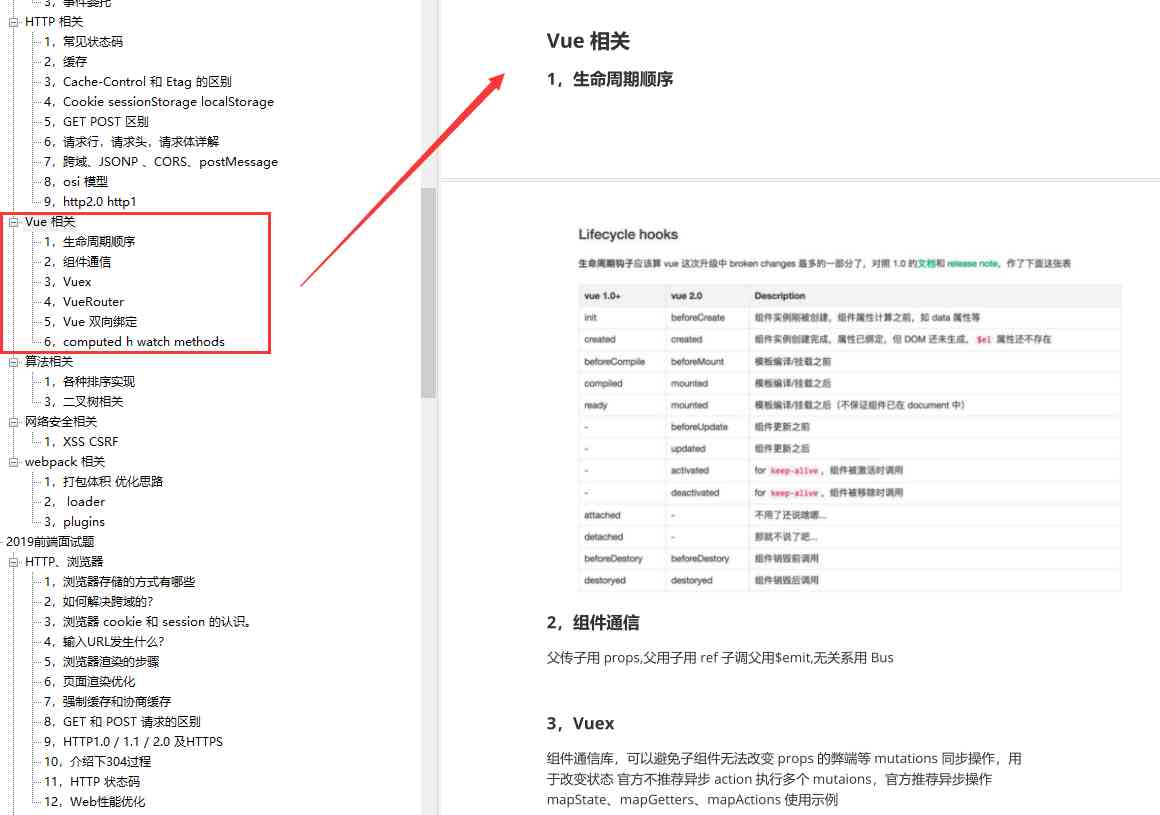 3，事件委托
HTTP 相关
1，常见状态码
2，缓存
3，Cache-Control 和 Etag 的区别
4，Cookie sessionStorage localStorage
5，GET POST 区别
6，请求行，请求头，请求体详解
7，跨域、JSONP 、CORS、postMessage
8，osi 模型
9，http2.0 http1
Vue 相关
1，生命周期顺序
2，组件通信
3，Vuex
4，VueRouter
5，Vue 双向绑定
6，computed h watch methods
算法相关
1，各种排序实现
3，二叉树相关
网络安全相关
1，XSS CSRF
webpack 相关
1，打包体积 优化思路
2， loader
3，plugins
2019前端面试题
HTTP、浏览器
1，浏览器存储的方式有哪些
2，如何解决跨域的？
3，浏览器 cookie 和 session 的认识。
4，输入URL发生什么？
5，浏览器渲染的步骤
6，页面渲染优化
7，强制缓存和协商缓存
8，GET 和 POST 请求的区别
9，HTTP1.0 / 1.1 / 2.0 及HTTPS
10，介绍下304过程
11，HTTP 状态码
12，Web性能优化
Vue 相关
1，生命周期顺序
Lifecycle hooks
生命周期钩子应该算 vue 这次升级中 broken changes 最多的一部分了，对照 1.0 的文档和 release note，作了下面这张表
vue 1.0+ vue 2.0 Description
init beforeCreate 组件实例刚被创建，组件属性计算之前，如 data 属性等
created created 组件实例创建完成，属性已绑定，但 DOM 还未生成，$el 属性还不存在
beforeCompile beforeMount 模板编译/挂载之前
compiled mounted 模板编译/挂载之后
ready mounted 模板编译/挂载之后（不保证组件已在 document 中）
- beforeUpdate 组件更新之前
- updated 组件更新之后
- activated for keep-alive，组件被激活时调用
- deactivated for keep-alive，组件被移除时调用
attached - 不用了还说啥哪...
detached - 那就不说了吧...
beforeDestory beforeDestory 组件销毁前调用
destoryed destoryed 组件销毁后调用
2，组件通信
父传子用 props,父用子用 ref 子调父用$emit,无关系用 Bus
3，Vuex
组件通信库，可以避免子组件无法改变 props 的弊端等 mutations 同步操作，用
于改变状态 官方不推荐异步 action 执行多个 mutaions，官方推荐异步操作
mapState、mapGetters、mapActions 使用示例